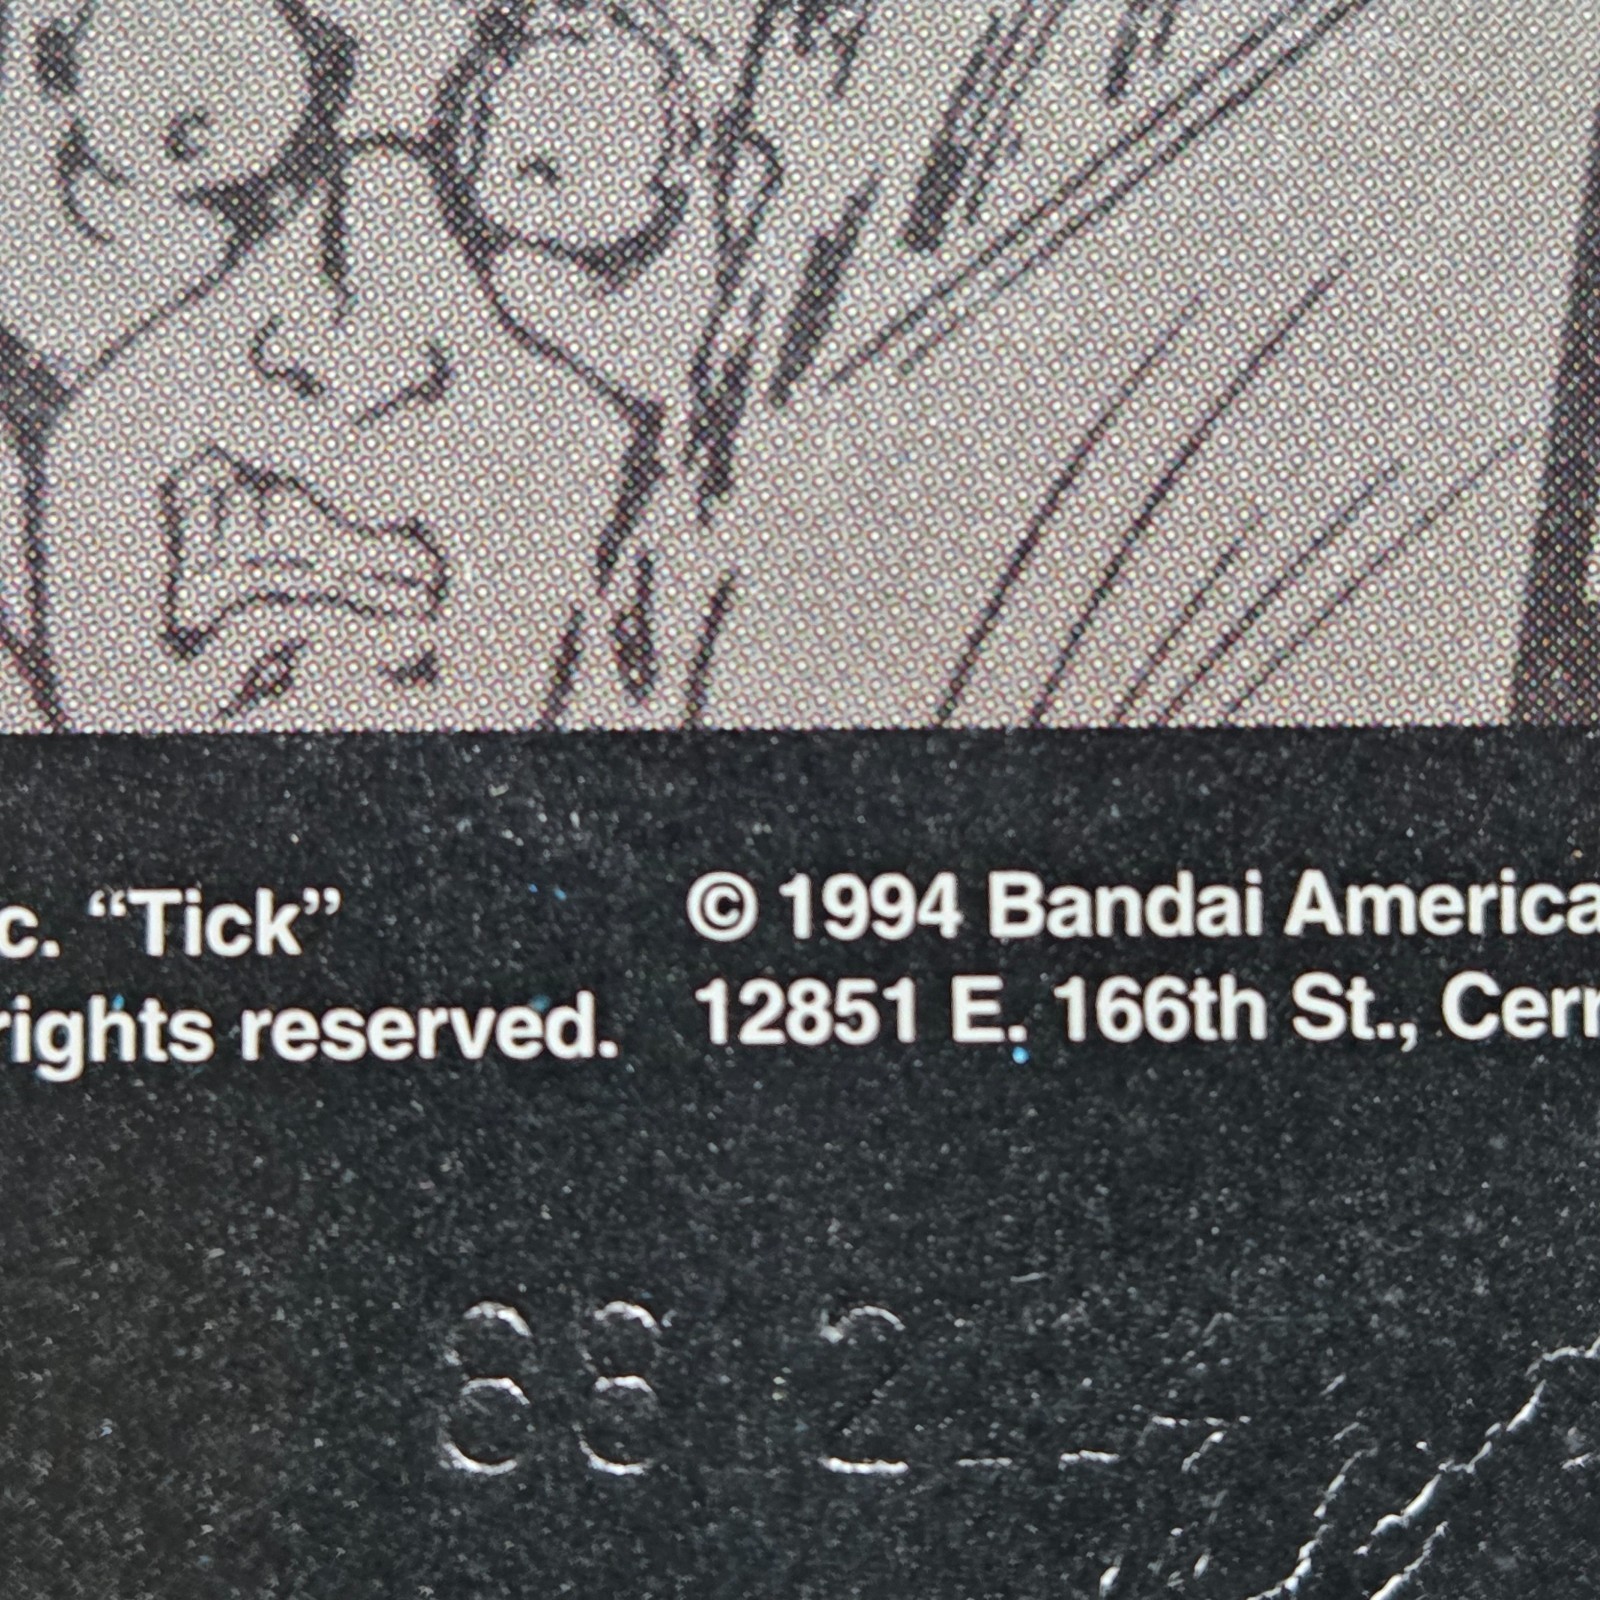 c. “Tick”
rights reserved.
© 1994 Bandai America
12851 E. 166th St., Cerr